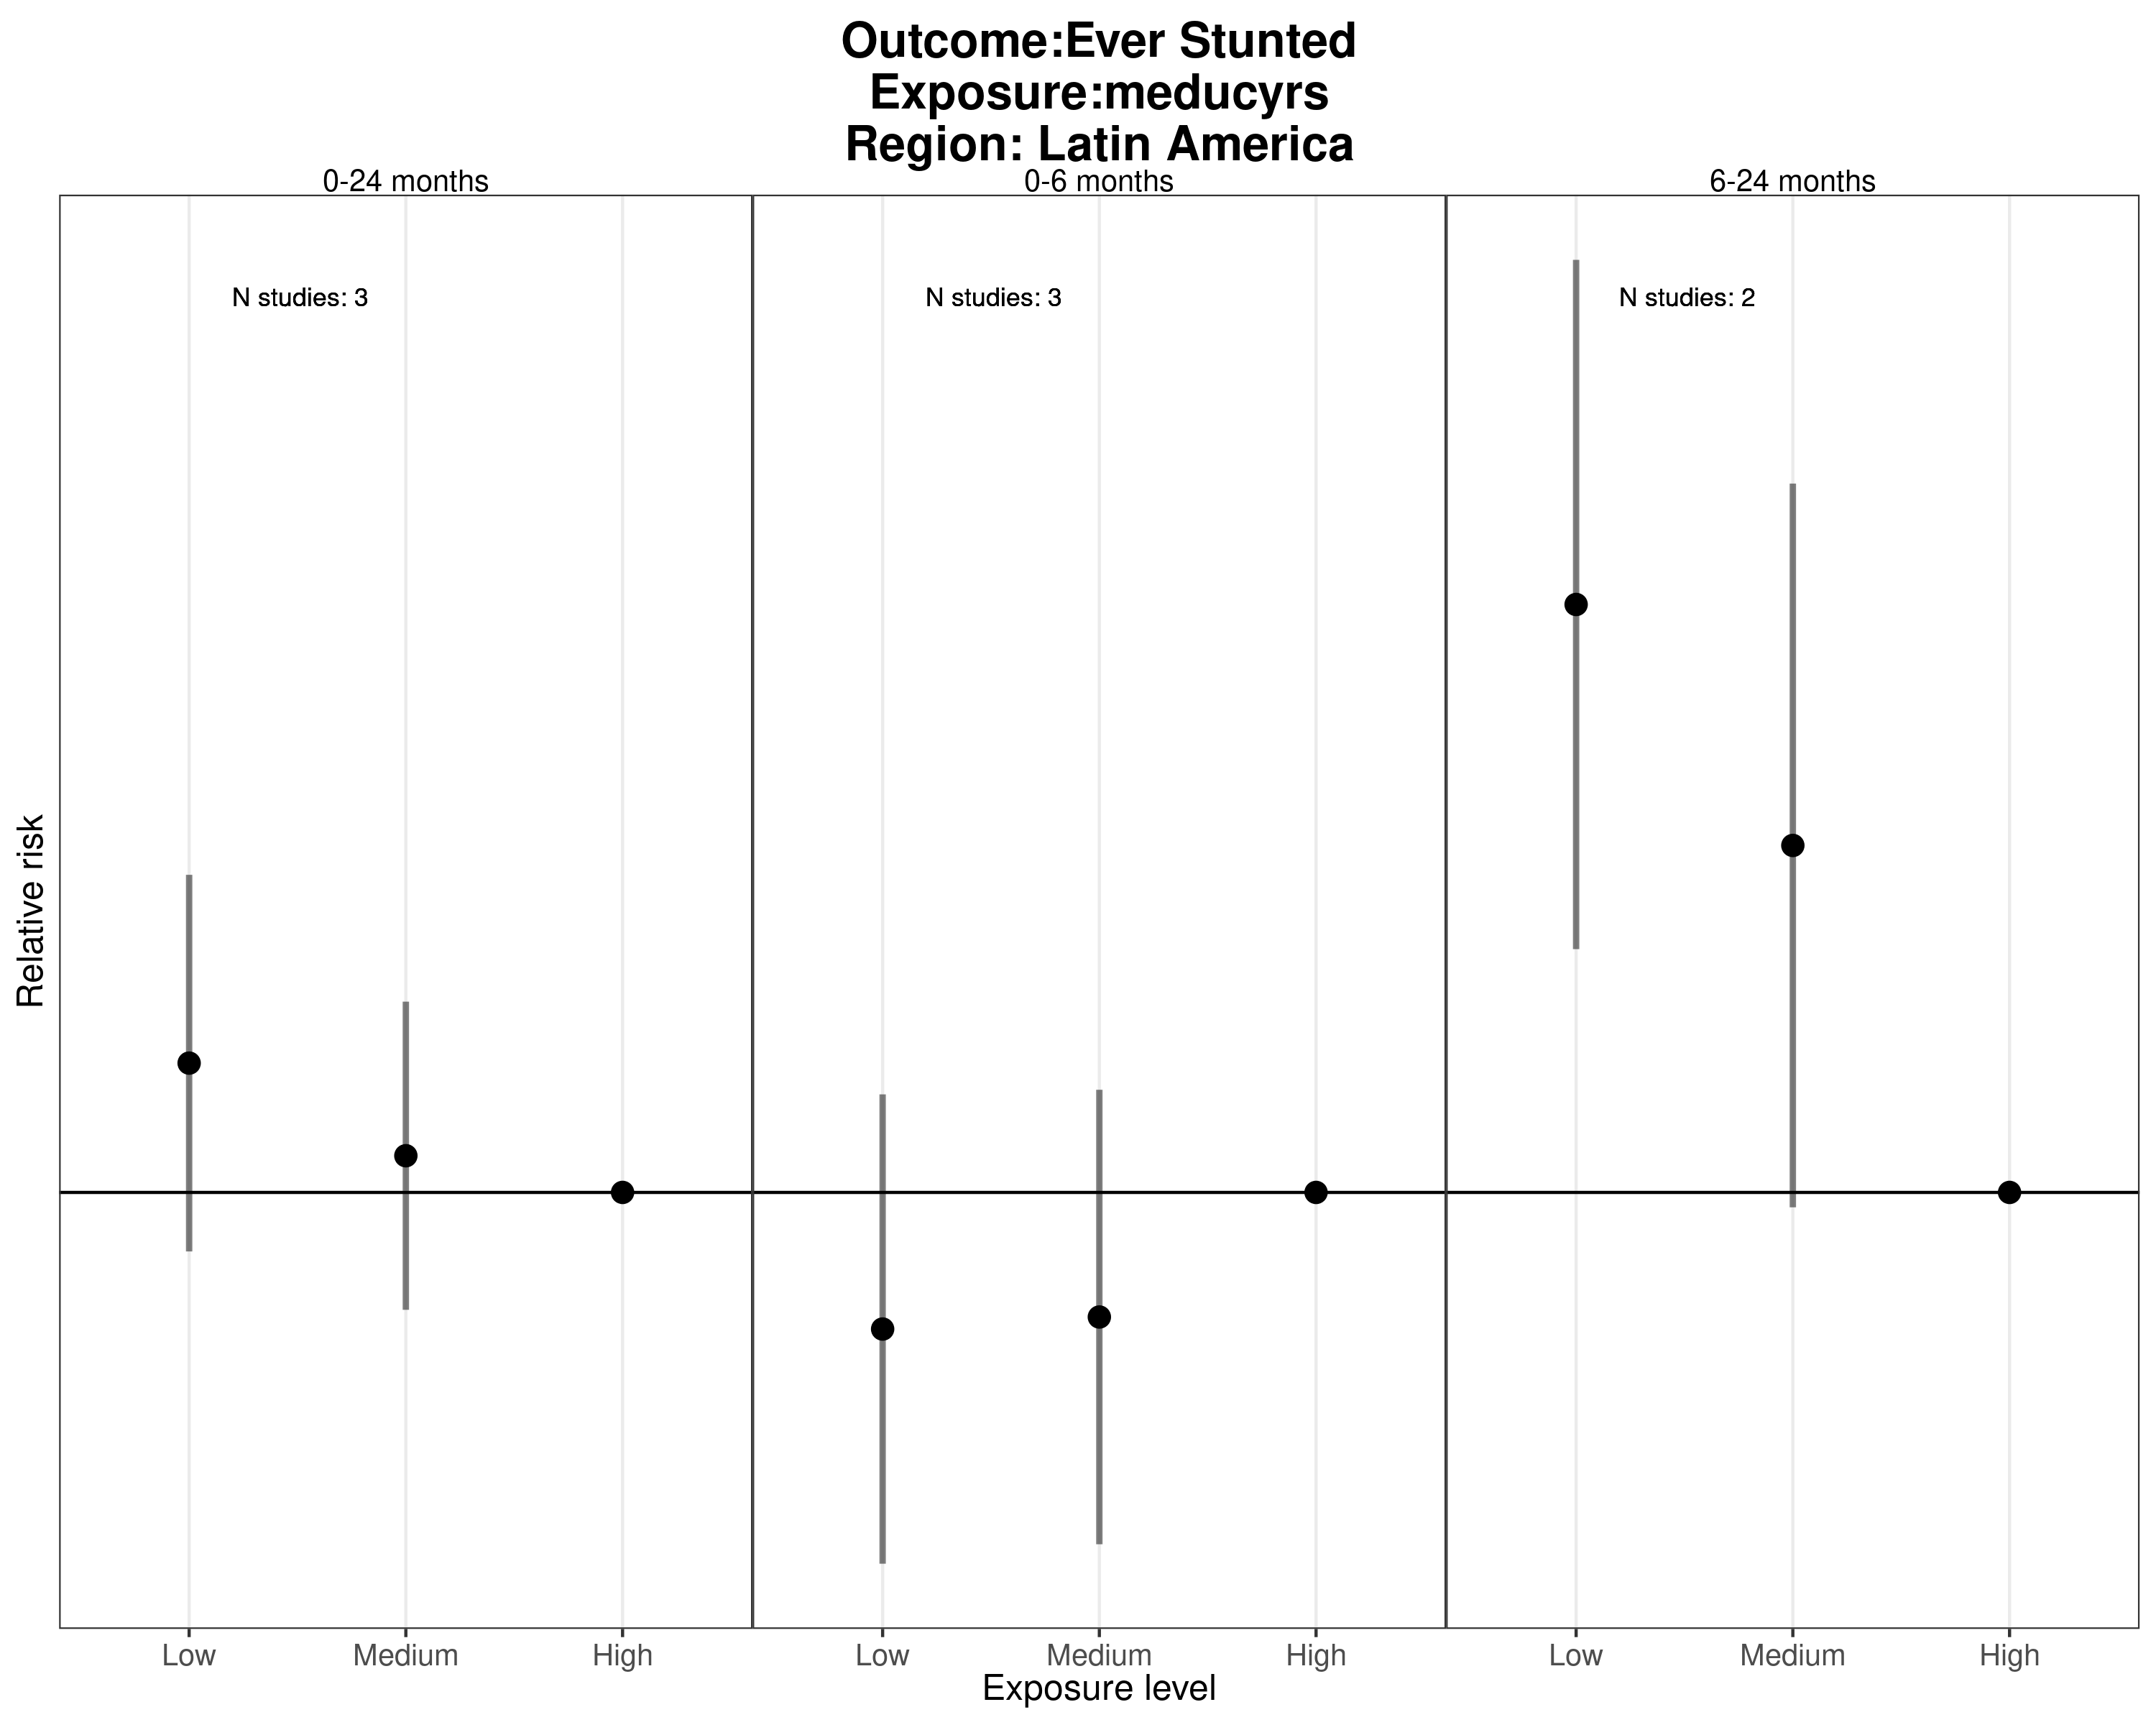 Outcome:Ever Stunted
Exposure:meducyrs
Region: Latin America
0-24 months
0-6 months
6-24 months
N studies: 3
N studies: 3
N studies: 2
Relative risk
Low
Medium
High
Low
Medium
High
Low
Medium
High
Exposure level